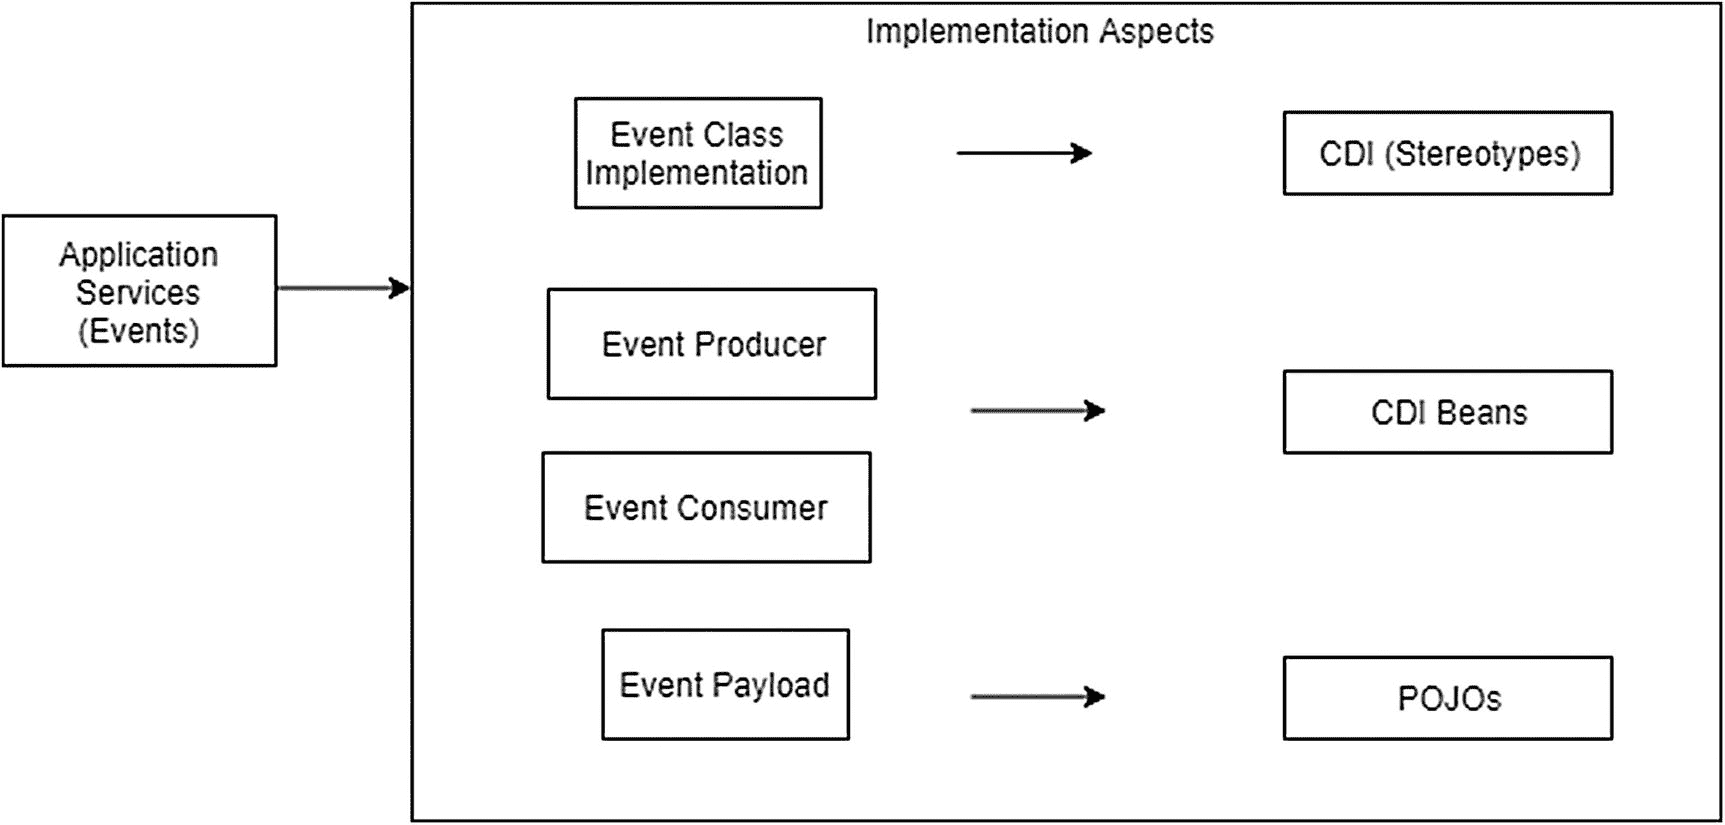 Implementation Aspects
Event Class
Implementation
CDI (Stereotypes)
Application
Services
(Events)
Event Producer
CDI Beans
Event Consumer
Event Payload
POJOs